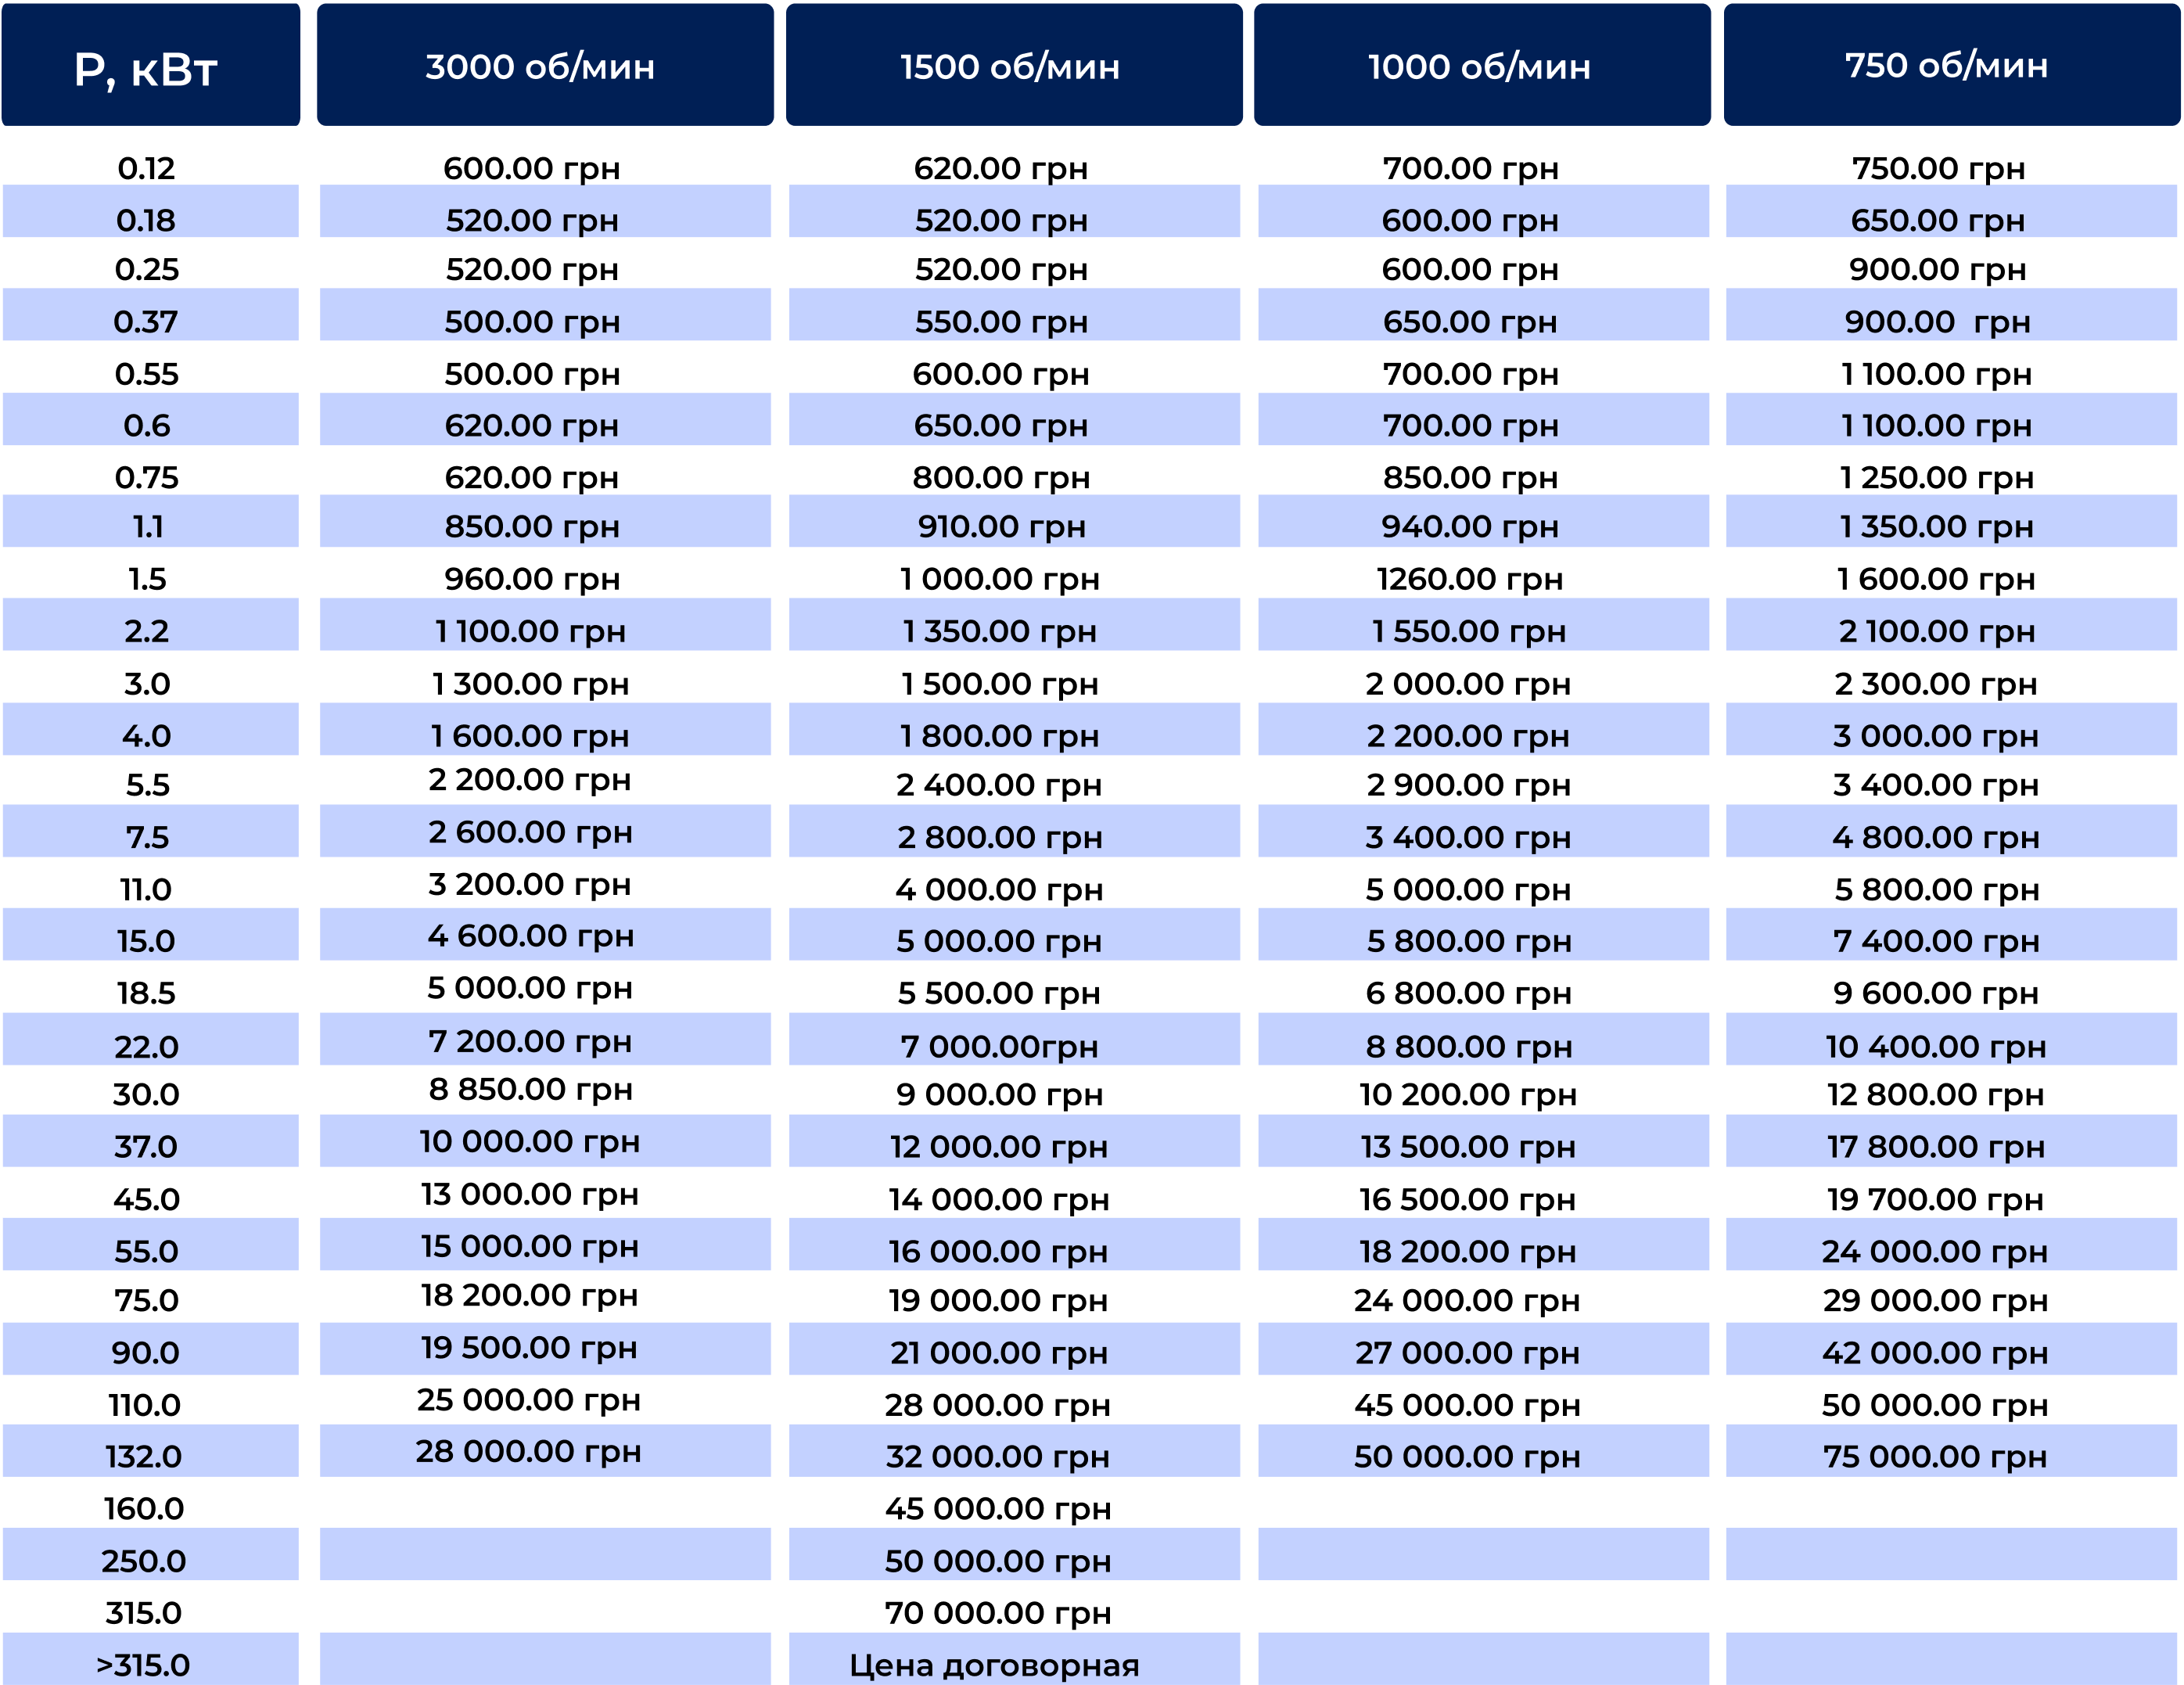 P, кВт 3000 об/мин 1500 об/мин 1000 об/мин 750 об/мин
0.12 600.00 грн 620.00 грн 700.00 грн 750.00 грн
0.18 520.00 грн 520.00 грн 600.00 грн 650.00 грн
0.25 520.00 грн 520.00 грн 600.00 грн 900.00 грн
0.37 500.00 грн 550.00 грн 650.00 грн 900.00 грн
0.55 500.00 грн 600.00 грн 700.00 грн 1 100.00 грн
0.6 620.00 грн 650.00 грн 700.00 грн 1 100.00 грн
0.75 620.00 грн 800.00 грн 850.00 грн 1 250.00 грн
1.1 850.00 грн 910.00 грн 940.00 грн 1 350.00 грн
1.5 960.00 грн 1 000.00 грн 1260.00 грн 1 600.00 грн
2.2 1 100.00 грн 1 350.00 грн 1 550.00 грн 2 100.00 грн
3.0 1 300.00 грн 1 500.00 грн 2 000.00 грн 2 300.00 грн
4.0 1 600.00 грн 1 800.00 грн 2 200.00 грн 3 000.00 грн
5.5 2 200.00 грн 2 400.00 грн 2 900.00 грн 3 400.00 грн
7.5 2 600.00 грн 2 800.00 грн 3 400.00 грн 4 800.00 грн
11.0 3 200.00 грн 4 000.00 грн 5 000.00 грн 5 800.00 грн
15.0 4 600.00 грн 5 000.00 грн 5 800.00 грн 7 400.00 грн
18.5 5 000.00 грн 5 500.00 грн 6 800.00 грн 9 600.00 грн
22.0 7 200.00 грн 7 000.00грн 8 800.00 грн 10 400.00 грн
30.0 8 850.00 грн 9 000.00 грн 10 200.00 грн 12 800.00 грн
37.0 10 000.00 грн 12 000.00 грн 13 500.00 грн 17 800.00 грн
45.0 13 000.00 грн 14 000.00 грн 16 500.00 грн 19 700.00 грн
55.0 15 000.00 грн 16 000.00 грн 18 200.00 грн 24 000.00 грн
75.0 18 200.00 грн 19 000.00 грн 24 000.00 грн 29 000.00 грн
90.0 19 500.00 грн 21 000.00 грн 27 000.00 грн 42 000.00 грн
110.0 25 000.00 грн 28 000.00 грн 45 000.00 грн 50 000.00 грн
132.0 28 000.00 грн 32 000.00 грн 50 000.00 грн 75 000.00 грн
160.0 45 000.00 грн
250.0 50 000.00 грн
315.0 70 000.00 грн
>315.0 Цена договорная